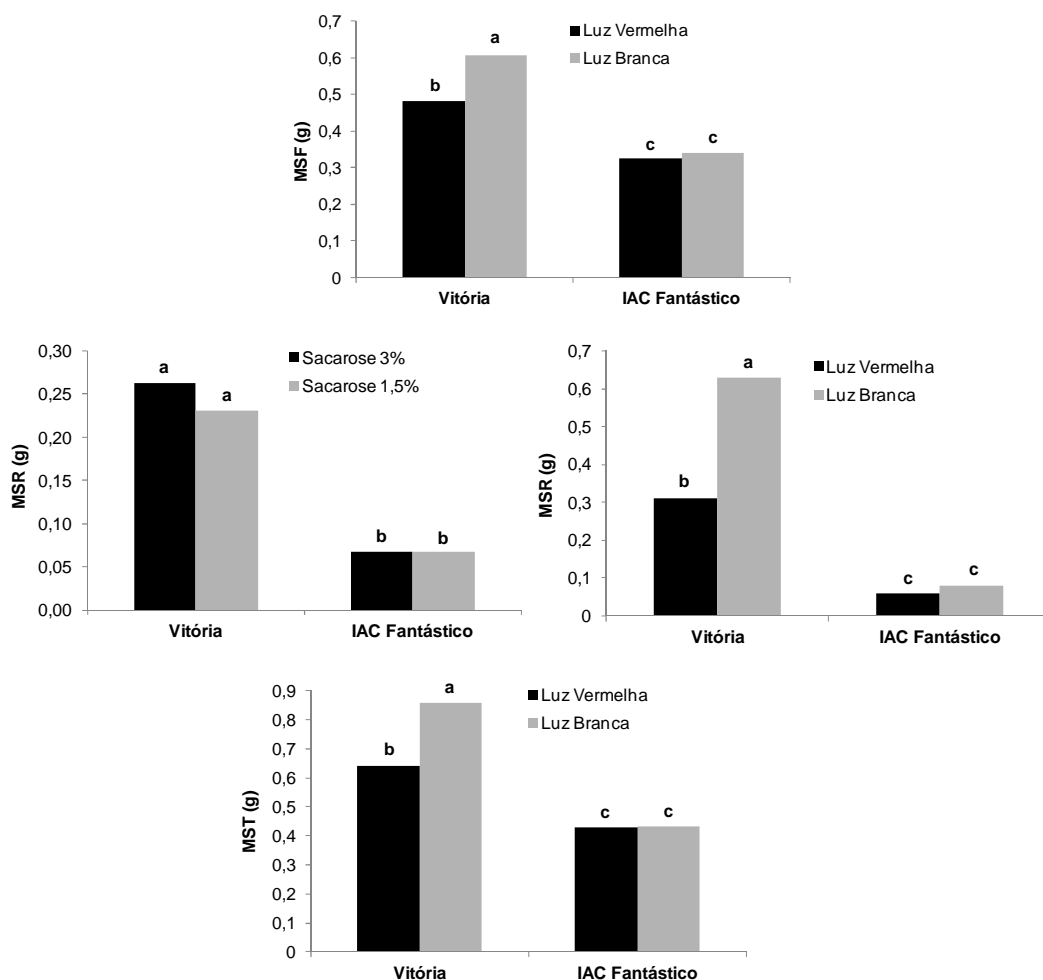 MSF (g)
0,7
0,6
0,5
0,4
0,3
0,2
0,1
0
b
a
c
c
Luz Vermelha
Luz Branca
Vitória
IAC Fantástico
MSR (g)
0,30
0,25
0,20
0,15
0,10
0,05
0,00
a
a
b
b
Sacarose 3%
Sacarose 1,5%
Vitória
IAC Fantástico
MSR (g)
0,7
0,6
0,5
0,4
0,3
0,2
0,1
0
b
a
c
c
Luz Vermelha
Luz Branca
Vitória
IAC Fantástico
MST (g)
0,9
0,8
0,7
0,6
0,5
0,4
0,3
0,2
0,1
0
b
a
c
c
Luz Vermelha
Luz Branca
Vitória
IAC Fantástico